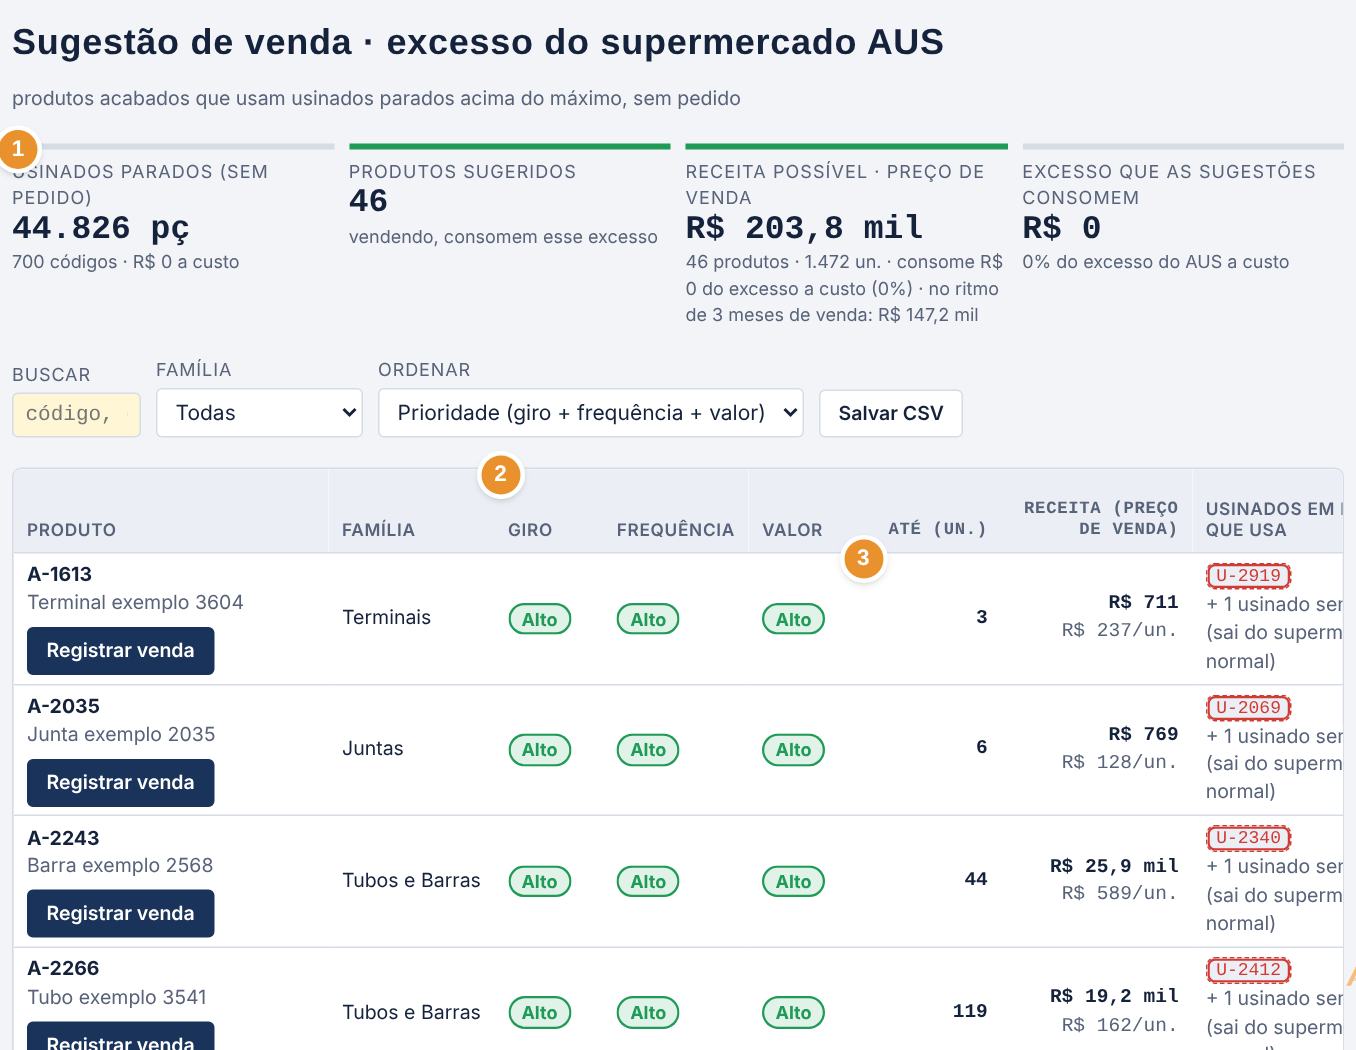 Sugestão de venda · excesso do supermercado AUS
produtos acabados que usam usinados parados acima do máximo, sem pedido
1
USINADOS PARADOS (SEM
PEDIDO)
44.826 pç
700 códigos · R$ 0 a custo
PRODUTOS SUGERIDOS
46
vendendo, consomem esse excesso
RECEITA POSSÍVEL · PREÇO DE
VENDA
R$ 203,8 mil
46 produtos · 1.472 un. · consome R$
0 do excesso a custo (0%) · no ritmo
de 3 meses de venda: R$ 147,2 mil
EXCESSO QUE AS SUGESTÕES
CONSOMEM
R$ 0
0% do excesso do AUS a custo
BUSCAR
código,
FAMÍLIA
Todas
ORDENAR
Prioridade (giro + frequência + valor)
Salvar CSV
2
PRODUTO
FAMÍLIA
GIRO
FREQUÊNCIA
VALOR
3
ATÉ (UN.)
RECEITA (PREÇO
DE VENDA)
USINADOS EM
QUE USA
A-1613
Terminal exemplo 3604
Registrar venda
Terminais
Alto
Alto
Alto
3
R$ 711
R$ 237/un.
U-2919
+ 1 usinado
(sai do
normal)
A-2035
Junta exemplo 2035
Registrar venda
Juntas
Alto
Alto
Alto
6
R$ 769
R$ 128/un.
U-2069
+ 1 usinado
(sai do
normal)
A-2243
Barra exemplo 2568
Registrar venda
Tubos e Barras
Alto
Alto
Alto
44
R$ 25,9 mil
R$ 589/un.
U-2340
+ 1 usinado
(sai do
normal)
A-2266
Tubo exemplo 3541
Registrar venda
Tubos e Barras
Alto
Alto
Alto
119
R$ 19,2 mil
R$ 162/un.
U-2412
+ 1 usinado
(sai do